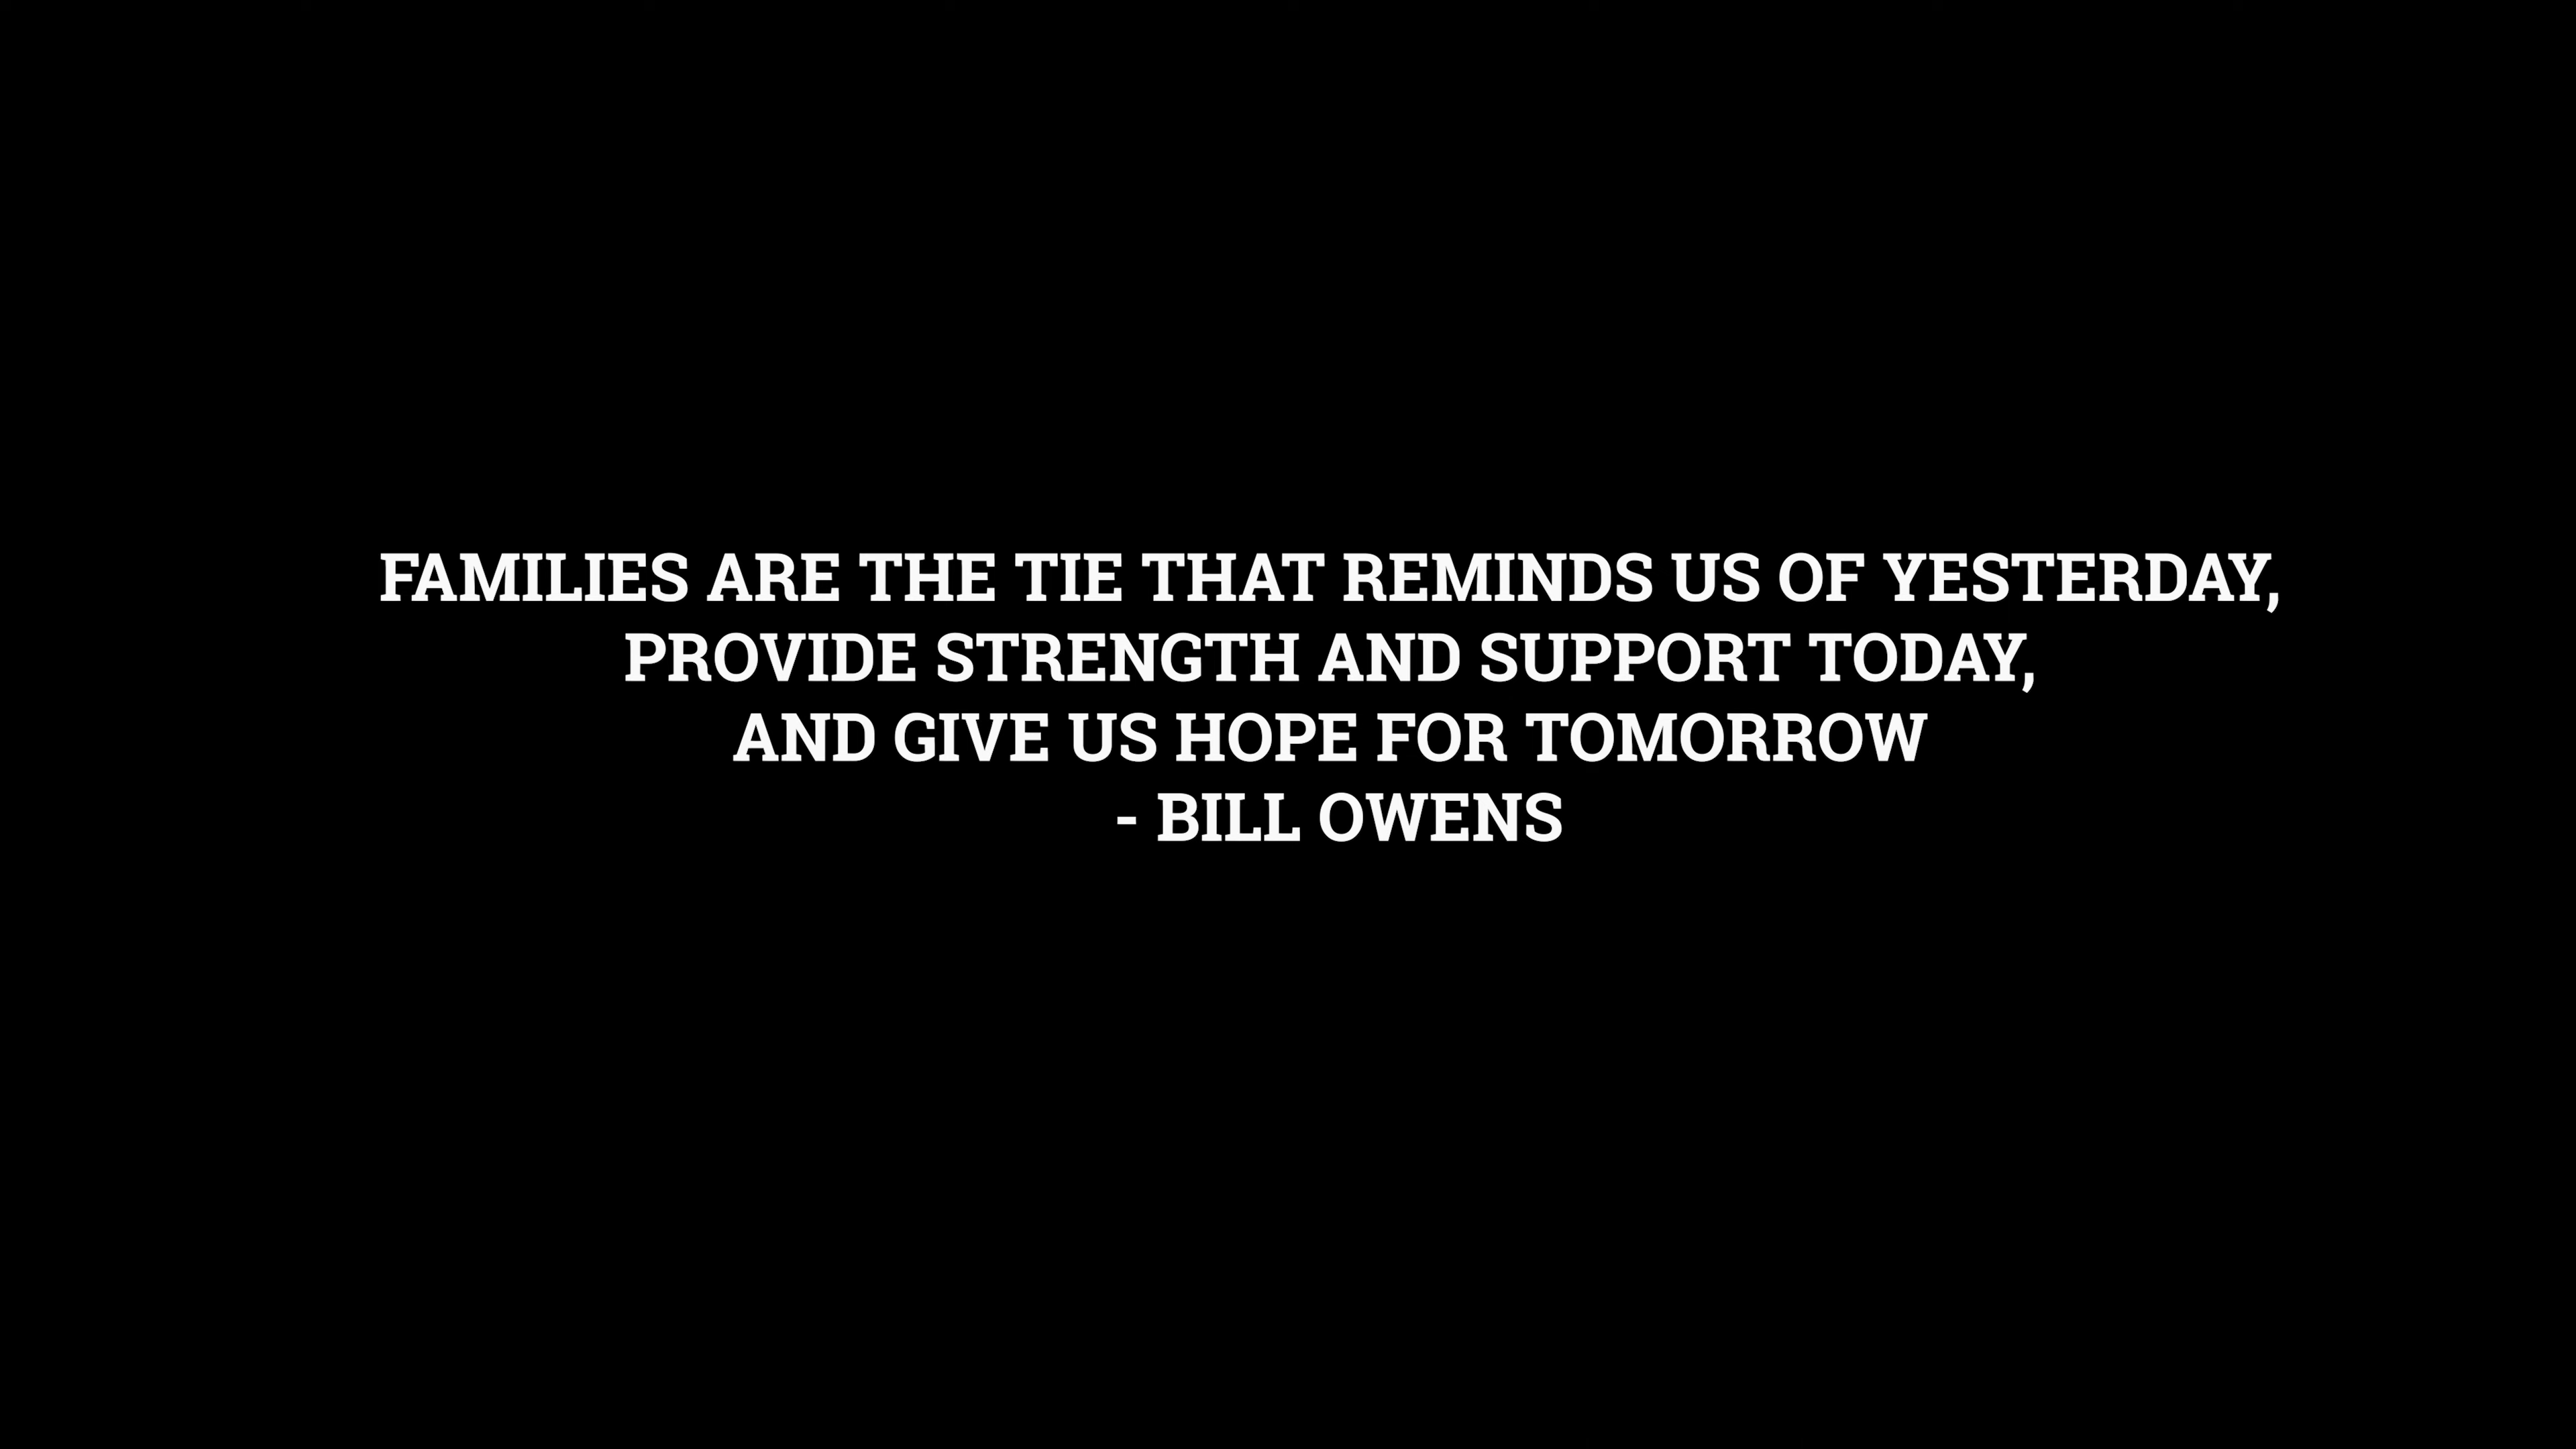 FAMILIES ARE THE TIE THAT REMINDS US OF YESTERDAY,
PROVIDE STRENGTH AND SUPPORT TODAY,
AND GIVE US HOPE FOR TOMORROW
- BILL OWENS